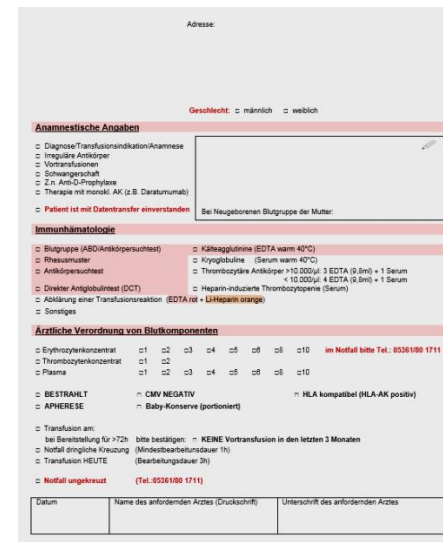 Adresse:
Geschlecht: □ männlich □ weiblich
Anamnestische Angaben
□ Diagnose/Transfusionsindikation/Anamnese
□ Irreguläre Antikörper
□ Vortransfusionen
□ Schwangerschaft
□ Z.n. Anti-D-Prophylaxe
□ Therapie mit monokl. AK (z.B. Daratumumab)
□ Patient ist mit Datentransfer einverstanden
Bei Neugeborenen Blutgruppe der Mutter:
Immunhämatologie
□ Blutgruppe (ABD/Antikörpersuchtest) □ Kälteagglutinine (EDTA warm 40°C)
□ Rhesusmuster □ Kryoglobuline (Serum warm 40°C)
□ Antikörpersuchtest □ Thrombozytäre Antikörper >10.000/µl: 3 EDTA (9,8ml) + 1 Serum
< 10.000/µl: 4 EDTA (9,8ml) + 1 Serum
□ Direkter Antiglobulintest (DCT) □ Heparin-induzierte Thrombozytopenie (Serum)
□ Abklärung einer Transfusionsreaktion (EDTA rot + Li-Heparin orange)
□ Sonstiges
Ärztliche Verordnung von Blutkomponenten
□ Erythrozytenkonzentrat □1 □2 □3 □4 □5 □6 □8 □10 im Notfall bitte Tel.: 05361/80 1711
□ Thrombozytenkonzentrat □1 □2
□ Plasma □1 □2 □3 □4 □5 □6 □8 □10
□ BESTRAHLT □ CMV NEGATIV □ HLA kompatibel (HLA-AK positiv)
□ APHERESE □ Baby-Konserve (portioniert)
□ Transfusion am:
bei Bereitstellung für >72h bitte bestätigen: □ KEINE Vortransfusion in den letzten 3 Monaten
□ Notfall dringliche Kreuzung (Mindestbearbeitunsdauer 1h)
□ Transfusion HEUTE (Bearbeitungsdauer 3h)
□ Notfall ungekreuzt (Tel.:05361/80 1711)
Datum Name des anfordernden Arztes (Druckschrift) Unterschrift des anfordernden Arztes